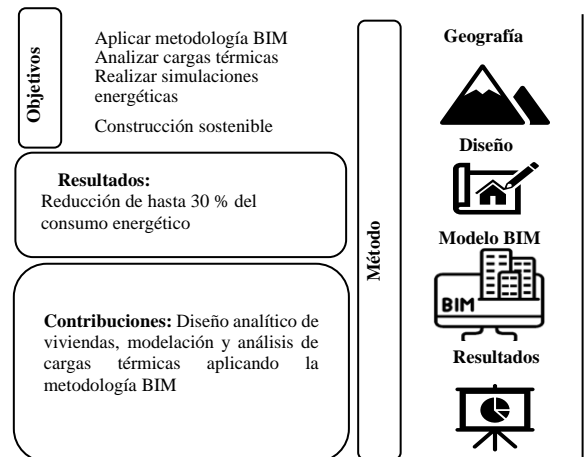 Objetivos
Aplicar metodología BIM
Analizar cargas térmicas
Realizar simulaciones
energéticas
Construcción sostenible
Resultados:
Reducción de hasta 30 % del
consumo energético
Contribuciones: Diseño analítico de
viviendas, modelación y análisis de
cargas térmicas aplicando la
metodología BIM
Método
Geografía
Diseño
Modelo BIM
BIM
Resultados